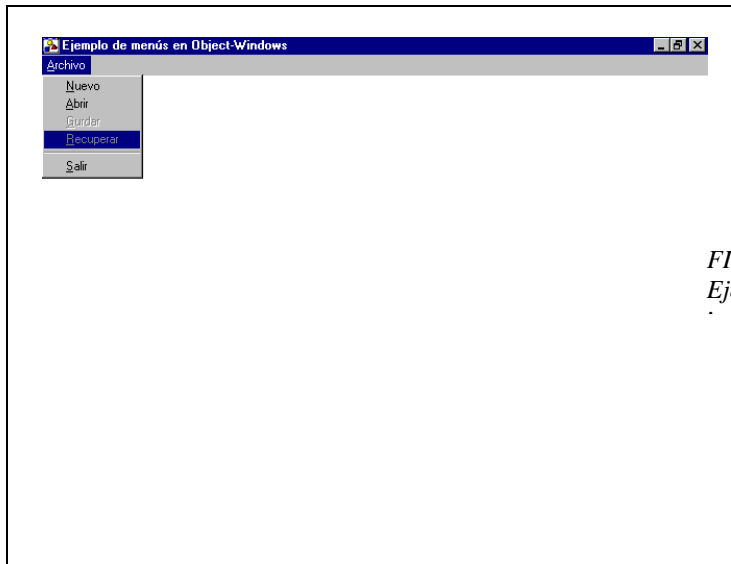 Ejemplo de menús en Object-Windows
Archivo
Nuevo
Abrir
Gurdar
Recuperar
Salir
FI
Ej